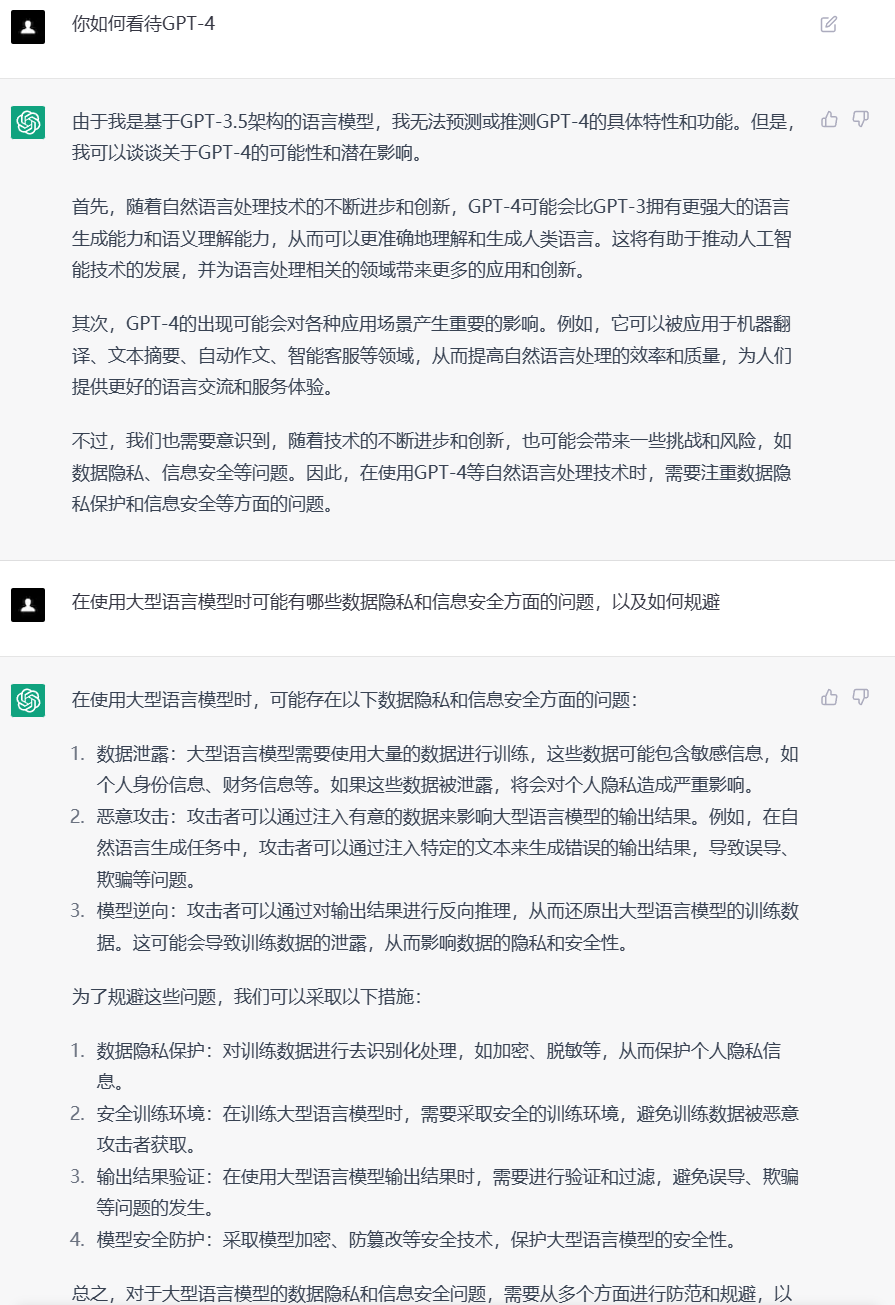 你如何看待GPT-4
由于我是基于GPT-3.5架构的语言模型，我无法预测或推测GPT-4的具体特性和功能。但是，
我可以谈谈关于GPT-4的可能性和潜在影响。
首先，随着自然语言处理技术的不断进步和创新，GPT-4可能会比GPT-3拥有更强大的语言
生成能力和语义理解能力，从而可以更准确地理解和生成人类语言。这将有助于推动人工智
能技术的发展，并为语言处理相关的领域带来更多的应用和创新。
其次，GPT-4的出现可能会对各种应用场景产生重要的影响。例如，它可以被应用于机器翻
译、文本摘要、自动作文、智能客服等领域，从而提高自然语言处理的效率和质量，为人们
提供更好的语言交流和服务体验。
不过，我们也需要意识到，随着技术的不断进步和创新，也可能会带来一些挑战和风险，如
数据隐私、信息安全等问题。因此，在使用GPT-4等自然语言处理技术时，需要注重数据隐
私保护和信息安全等方面的问题。
在使用大型语言模型时可能有哪些数据隐私和信息安全方面的问题，以及如何规避
在使用大型语言模型时，可能存在以下数据隐私和信息安全方面的问题：
1. 数据泄露：大型语言模型需要使用大量的数据进行训练，这些数据可能包含敏感信息，如
个人身份信息、财务信息等。如果这些数据被泄露，将会对个人隐私造成严重影响。
2. 恶意攻击：攻击者可以通过注入有意的数据来影响大型语言模型的输出结果。例如，在自
然语言生成任务中，攻击者可以通过注入特定的文本来生成错误的输出结果，导致误导、
欺骗等问题。
3. 模型逆向：攻击者可以通过对输出结果进行反向推理，从而还原出大型语言模型的训练数
据。这可能会导致训练数据的泄露，从而影响数据的隐私和安全性。
为了规避这些问题，我们可以采取以下措施：
1. 数据隐私保护：对训练数据进行去识别化处理，如加密、脱敏等，从而保护个人隐私信
息。
2. 安全训练环境：在训练大型语言模型时，需要采取安全的训练环境，避免训练数据被恶意
攻击者获取。
3. 输出结果验证：在使用大型语言模型输出结果时，需要进行验证和过滤，避免误导、欺骗
等问题的发生。
4. 模型安全防护：采取模型加密、防篡改等安全技术，保护大型语言模型的安全性。
总之，对于大型语言模型的数据隐私和信息安全问题，需要从多个方面进行防范和规避，以